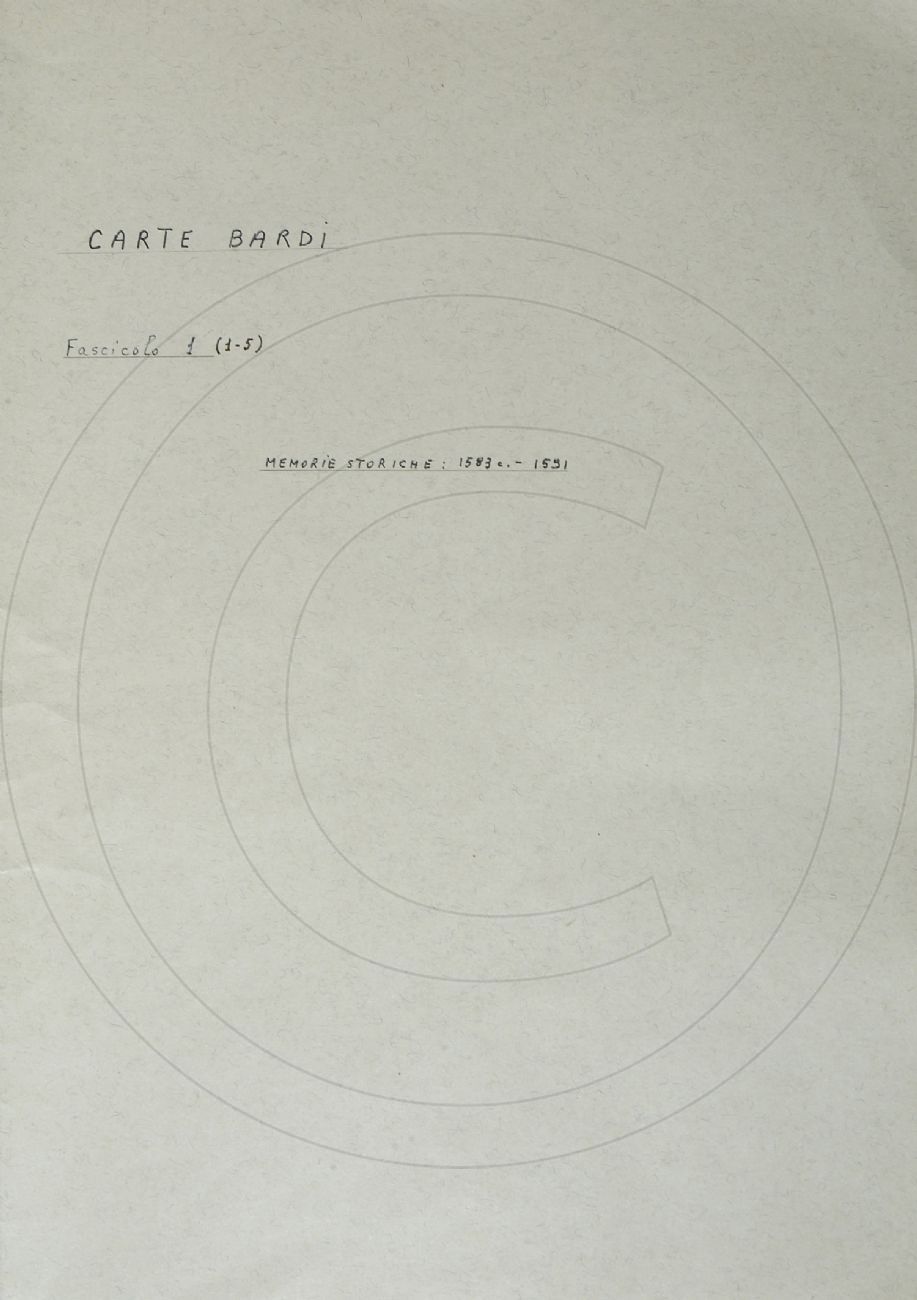 CARTE BARDI
Fascicolo 1 (1-5)
MEMORIE STORICHE : 1583 c. - 1591